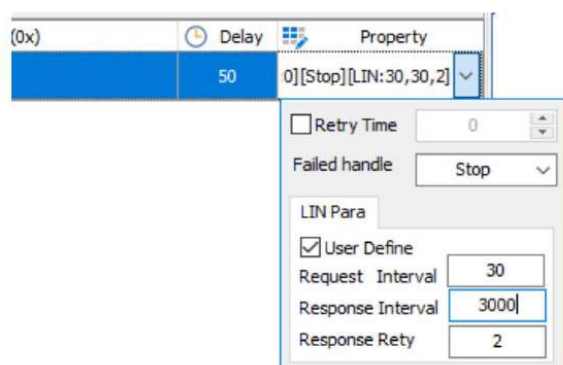 (0x) Delay Property
50 0][Stop][LIN:30,30,2]
Retry Time 0
Failed handle Stop
LIN Para
User Define
Request Interval 30
Response Interval 3000
Response Rety 2